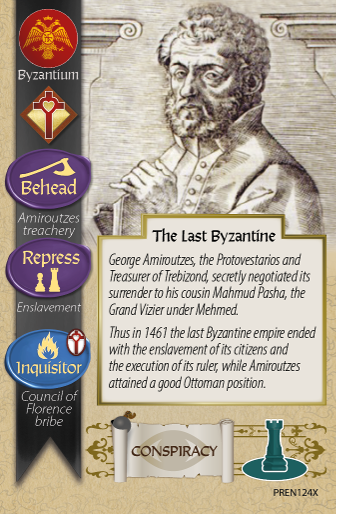 Byzantium
Behead
Amiroutzes
treachery
Repress
Enslavement
Inquisitor
Council of
Florence
bribe
The Last Byzantine
George Amiroutzes, the Protovestarios and
Treasurer of Trebizond, secretly negotiated its
surrender to his cousin Mahmud Pasha, the
Grand Vizier under Mehmed.
Thus in 1461 the last Byzantine empire ended
with the enslavement of its citizens and
the execution of its ruler, while Amiroutzes
attained a good Ottoman position.
CONSPIRACY
PREN124X